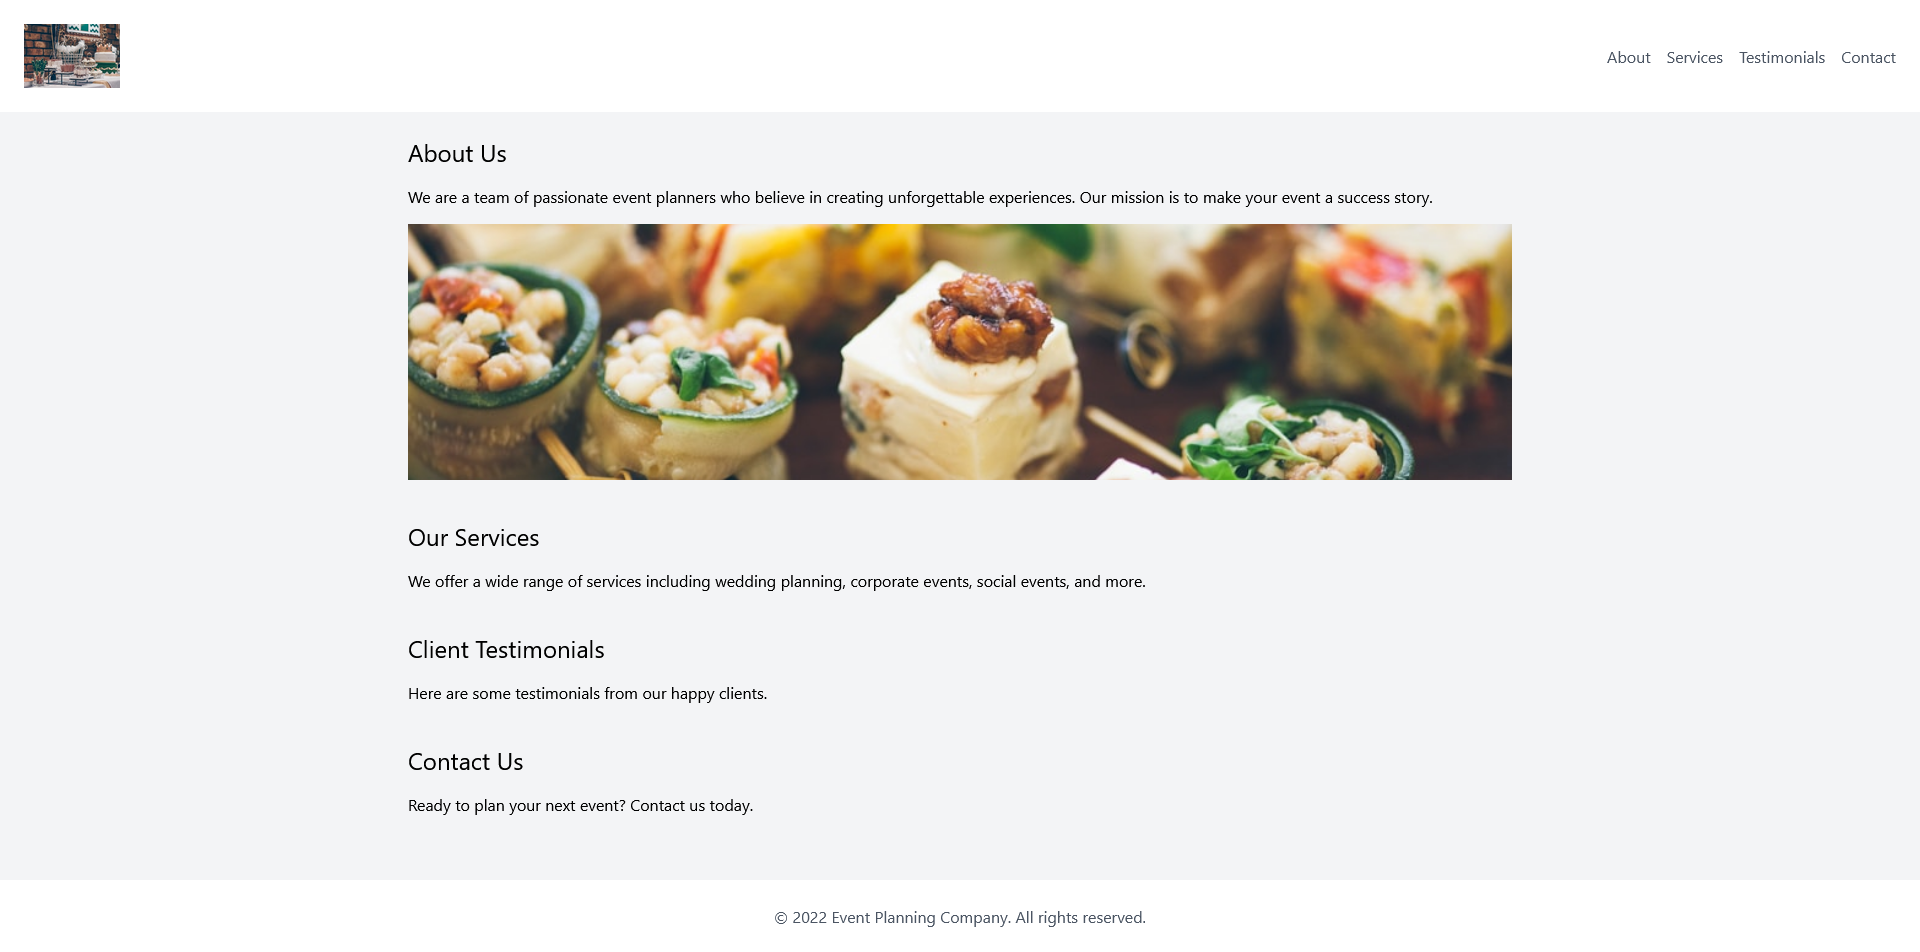 About Services Testimonials Contact
About Us
We are a team of passionate event planners who believe in creating unforgettable experiences. Our mission is to make your event a success story.
Our Services
We offer a wide range of services including wedding planning, corporate events, social events, and more.
Client Testimonials
Here are some testimonials from our happy clients.
Contact Us
Ready to plan your next event? Contact us today.
© 2022 Event Planning Company. All rights reserved.